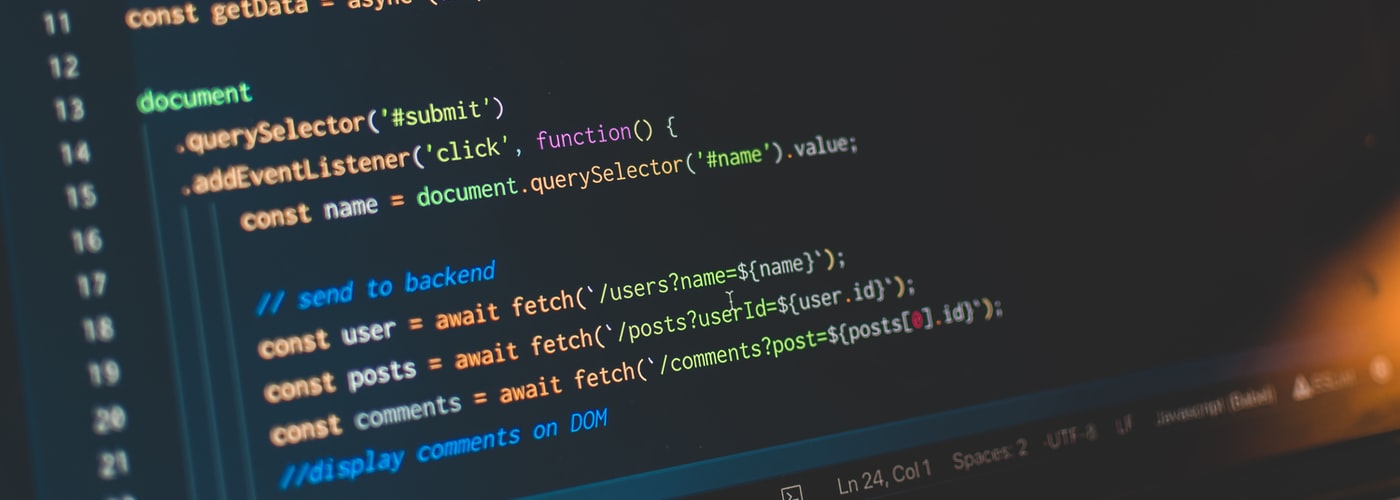 11 const getData = async (
12
13 document
14 .querySelector('#submit')
15 .addEventListener('click', function() {
16 const name = document.querySelector('#name').value;
17
18 // send to backend
19 const user = await fetch(`/users?name=${name}`);
20 const posts = await fetch(`/posts?userId=${user.id}`);
21 const comments = await fetch(`/comments?post=${posts[0].id}`);
//display comments on DOM
Ln 24, Col 1 Spaces: 2 UTF-8 LF Javascript (Babel)